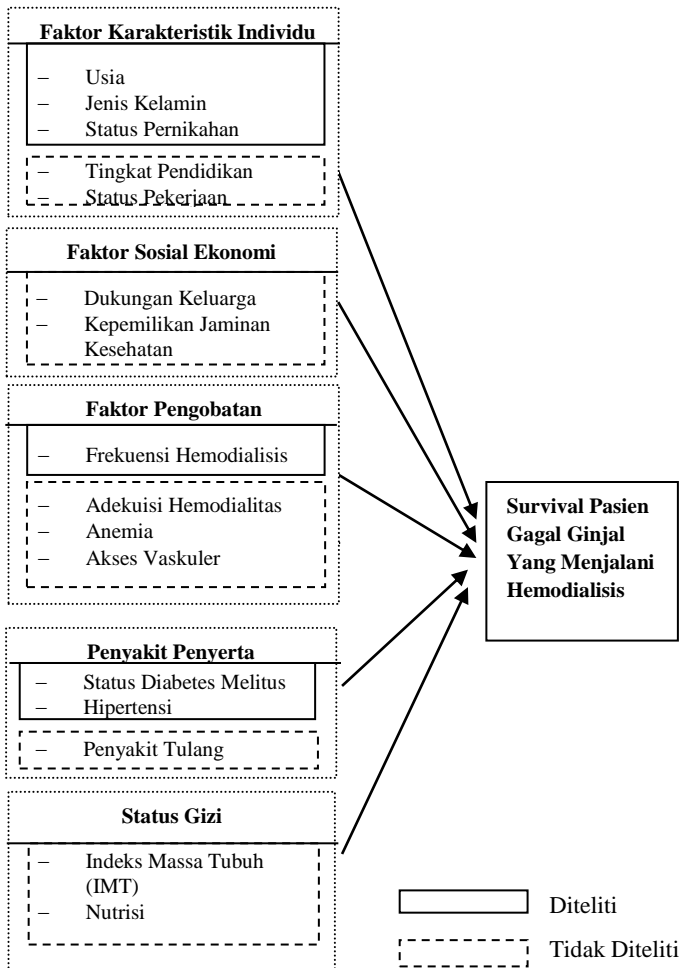 Faktor Karakteristik Individu
– Usia
– Jenis Kelamin
– Status Pernikahan
– Tingkat Pendidikan
– Status Pekerjaan
Faktor Sosial Ekonomi
– Dukungan Keluarga
– Kepemilikan Jaminan
Kesehatan
Faktor Pengobatan
– Frekuensi Hemodialisis
– Adekuisi Hemodialitas
– Anemia
– Akses Vaskuler
Penyakit Penyerta
– Status Diabetes Melitus
– Hipertensi
– Penyakit Tulang
Status Gizi
– Indeks Massa Tubuh
(IMT)
– Nutrisi
Survival Pasien
Gagal Ginjal
Yang Menjalani
Hemodialisis
Diteliti
Tidak Diteliti